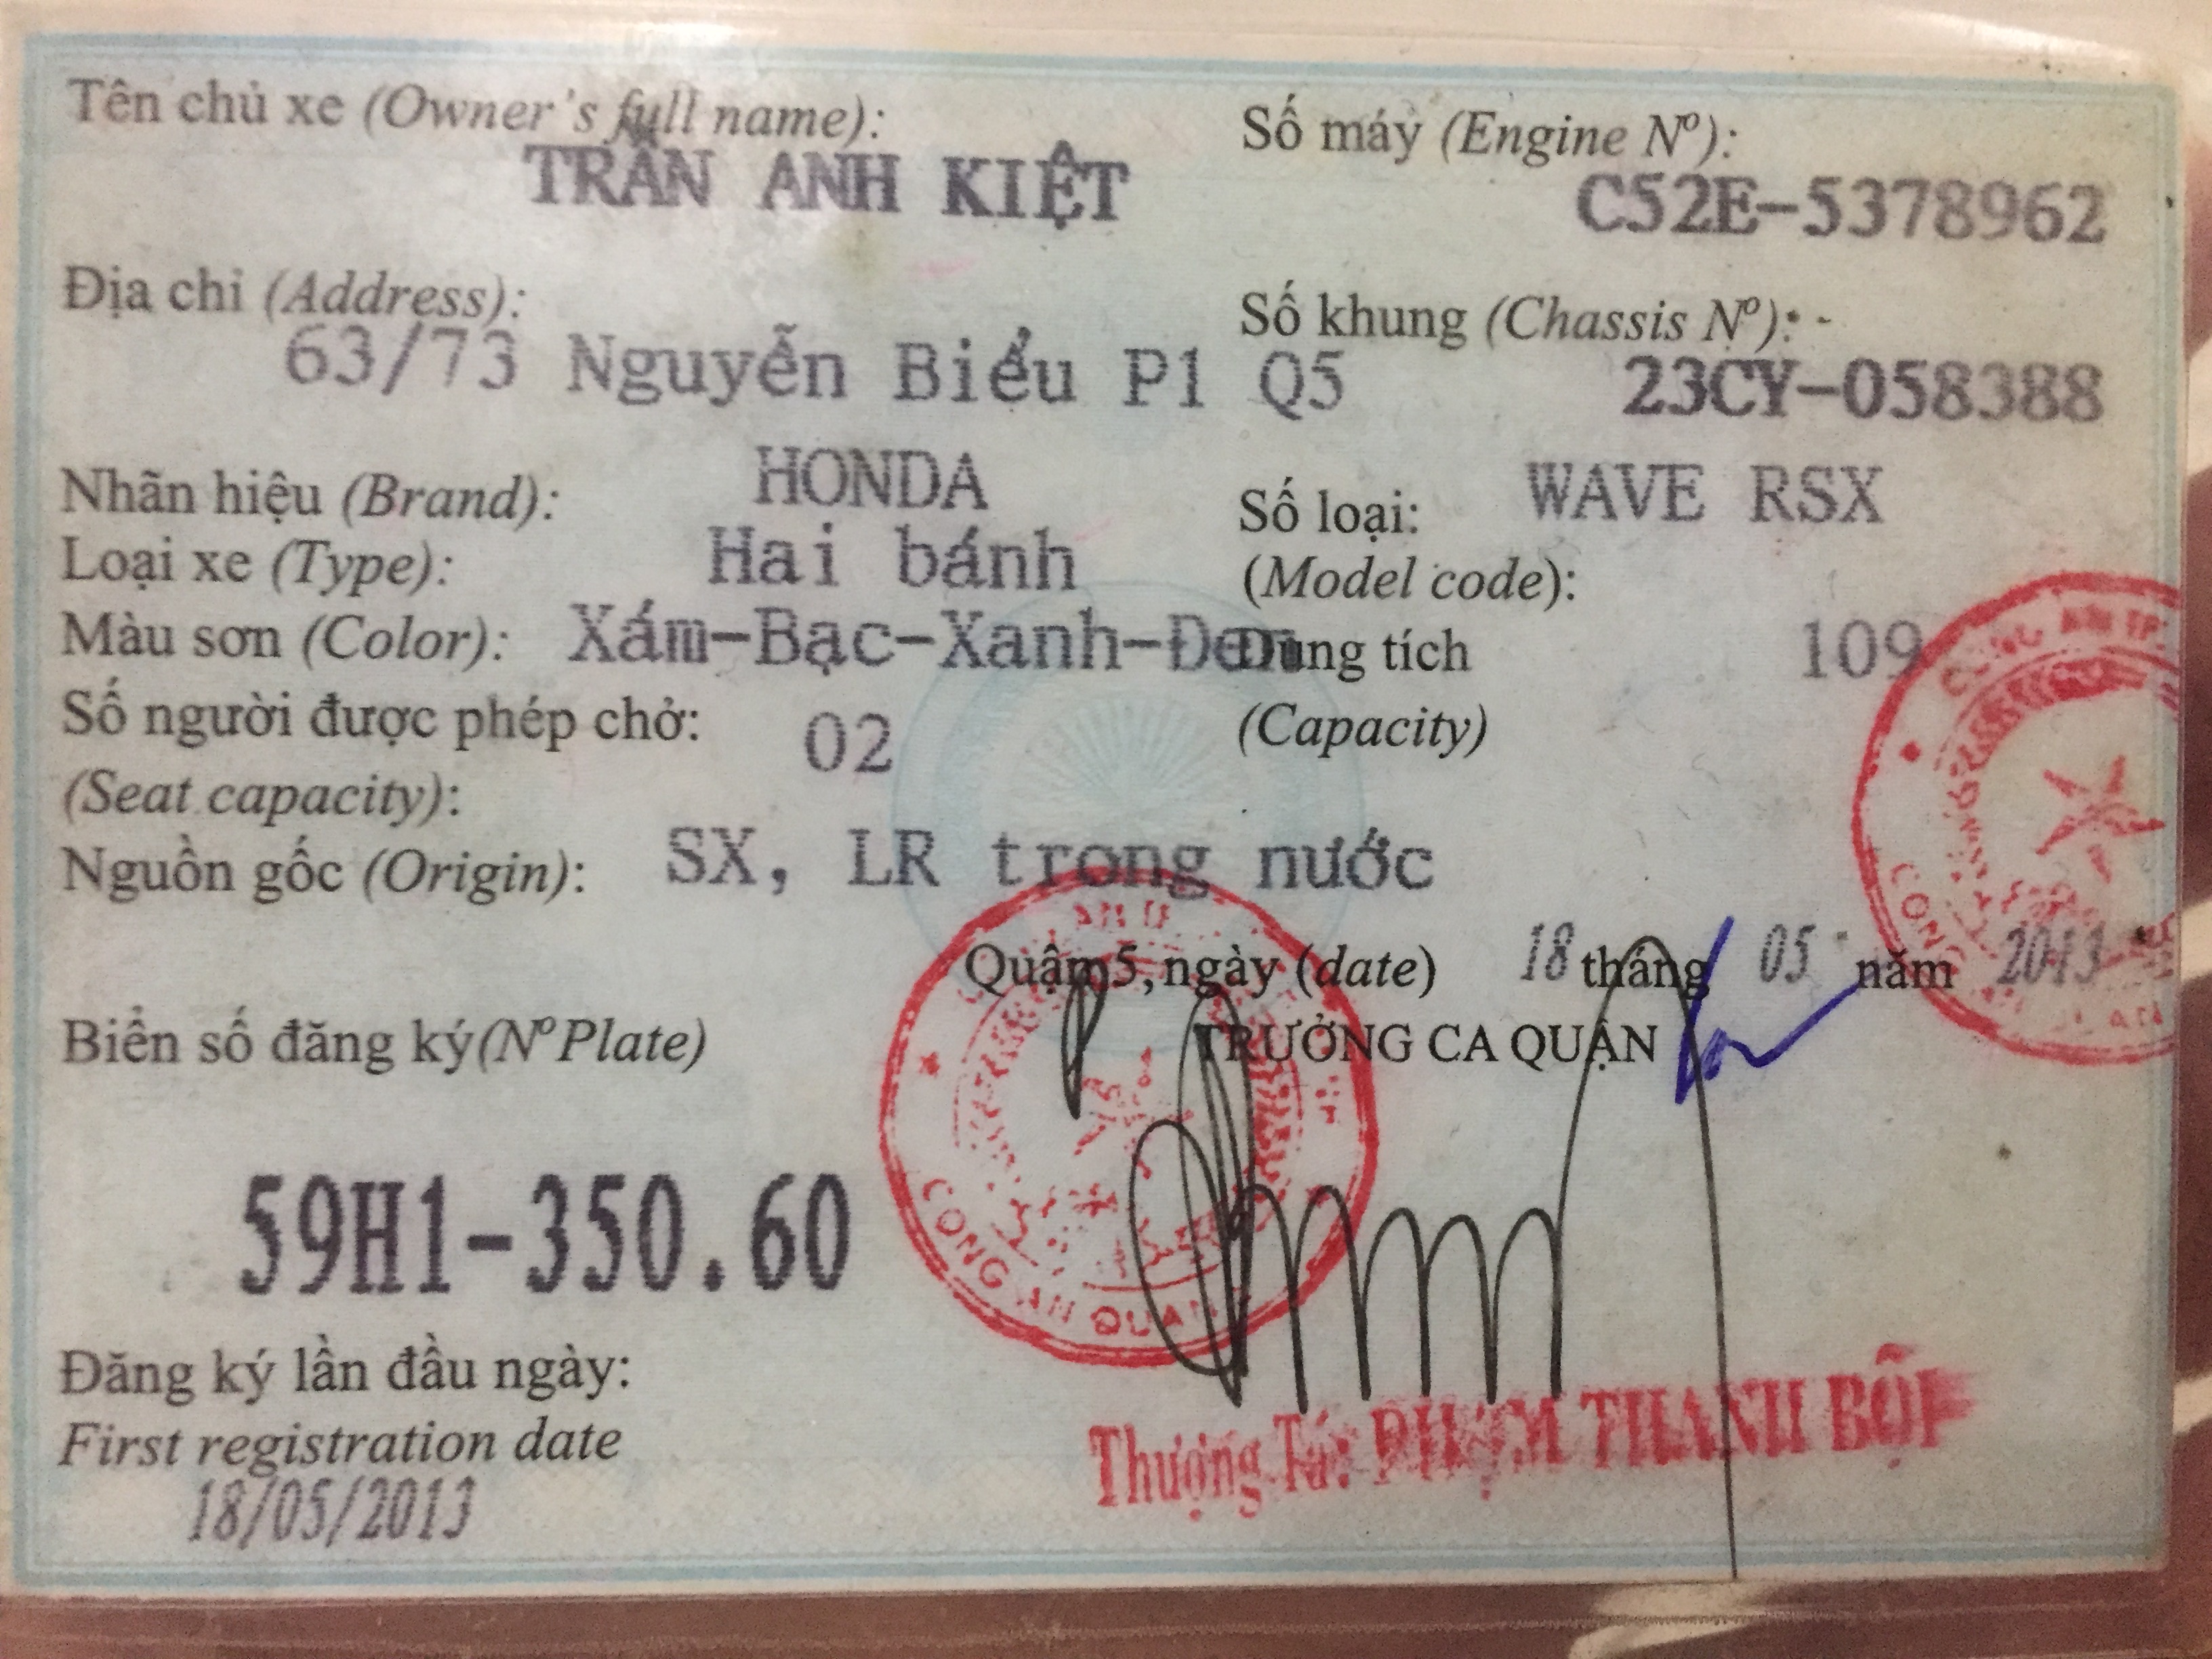 Tên chủ xe (Owner's full name):
TRẦN ANH KIỆT
Địa chỉ (Address):
63/73 Nguyễn Biểu P1 Q5
Nhãn hiệu (Brand): HONDA
Loại xe (Type): Hai bánh
Màu sơn (Color): Xám-Bạc-Xanh-Đen
Số người được phép chở: 02
(Seat capacity):
Nguồn gốc (Origin): SX, LR trong nước
Số máy (Engine Nº):
C52E-5378962
Số khung (Chassis Nº):
23CY-058388
Số loại: WAVE RSX
(Model code):
Dung tích 109
(Capacity)
Quận 5, ngày (date) 18 tháng 05 năm 2013
TRƯỞNG CA QUẬN
CÔNG AN QUẬN
Thượng Tá: PHẠM THANH BỘI
Biển số đăng ký (Nº Plate)
59H1-350.60
Đăng ký lần đầu ngày:
First registration date
18/05/2013